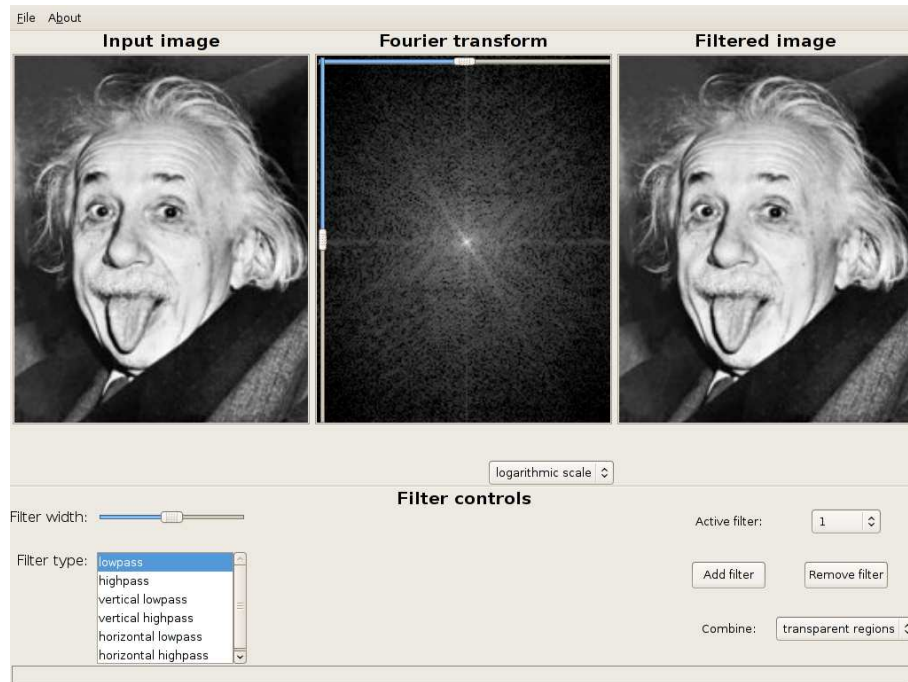 File About
Input image Fourier transform Filtered image
logarithmic scale
Filter controls
Filter width:
Active filter: 1
Filter type:
lowpass
highpass
vertical lowpass
vertical highpass
horizontal lowpass
horizontal highpass
Add filter Remove filter
Combine: transparent regions